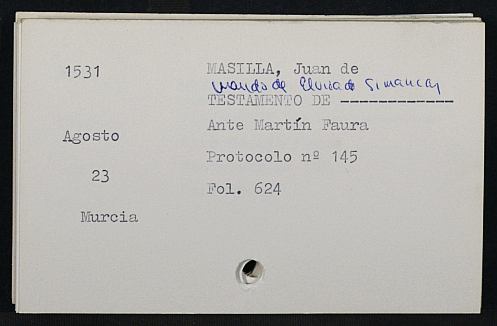 1531 MASILLA, Juan de
marido de Elvira de Simancas
TESTAMENTO DE -------------
Agosto Ante Martín Faura
Protocolo nº 145
23
Fol. 624
Murcia